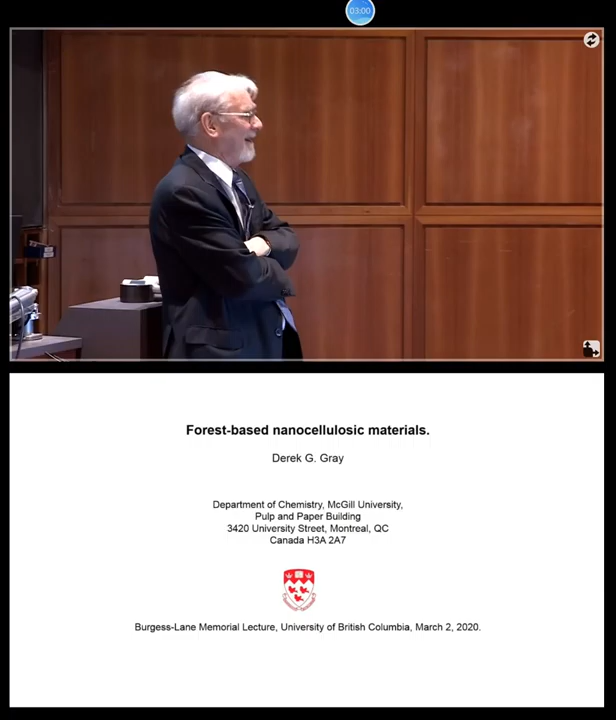 03:00
Forest-based nanocellulosic materials.
Derek G. Gray
Department of Chemistry, McGill University,
Pulp and Paper Building
3420 University Street, Montreal, QC
Canada H3A 2A7
Burgess-Lane Memorial Lecture, University of British Columbia, March 2, 2020.